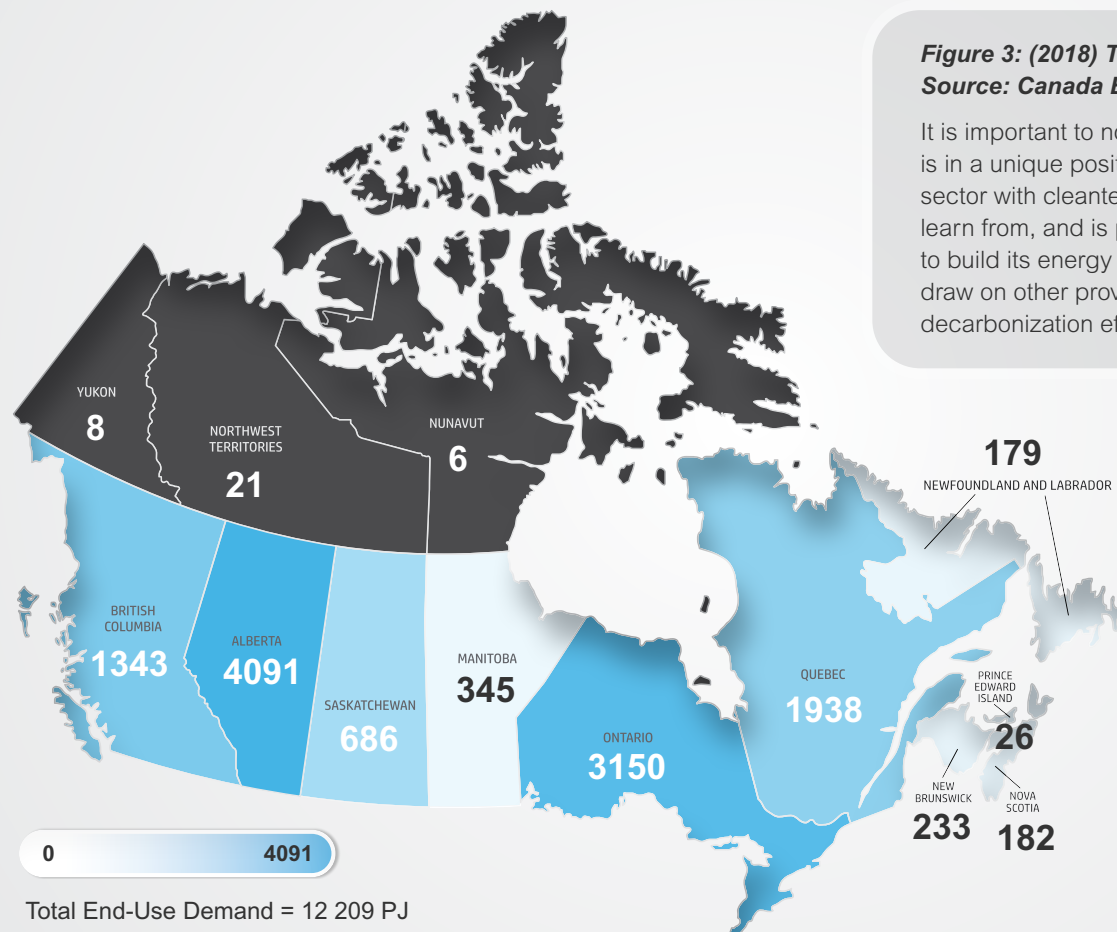 Figure 3: (2018) T
Source: Canada E
It is important to no
is in a unique posit
sector with cleante
learn from, and is p
to build its energy
draw on other prov
decarbonization ef
YUKON
8
NORTHWEST
TERRITORIES
21
NUNAVUT
6
179
NEWFOUNDLAND AND LABRADOR
BRITISH
COLUMBIA
1343
ALBERTA
4091
SASKATCHEWAN
686
MANITOBA
345
ONTARIO
3150
QUEBEC
1938
PRINCE
EDWARD
ISLAND
26
NEW
BRUNSWICK
233
NOVA
SCOTIA
182
0 4091
Total End-Use Demand = 12 209 PJ